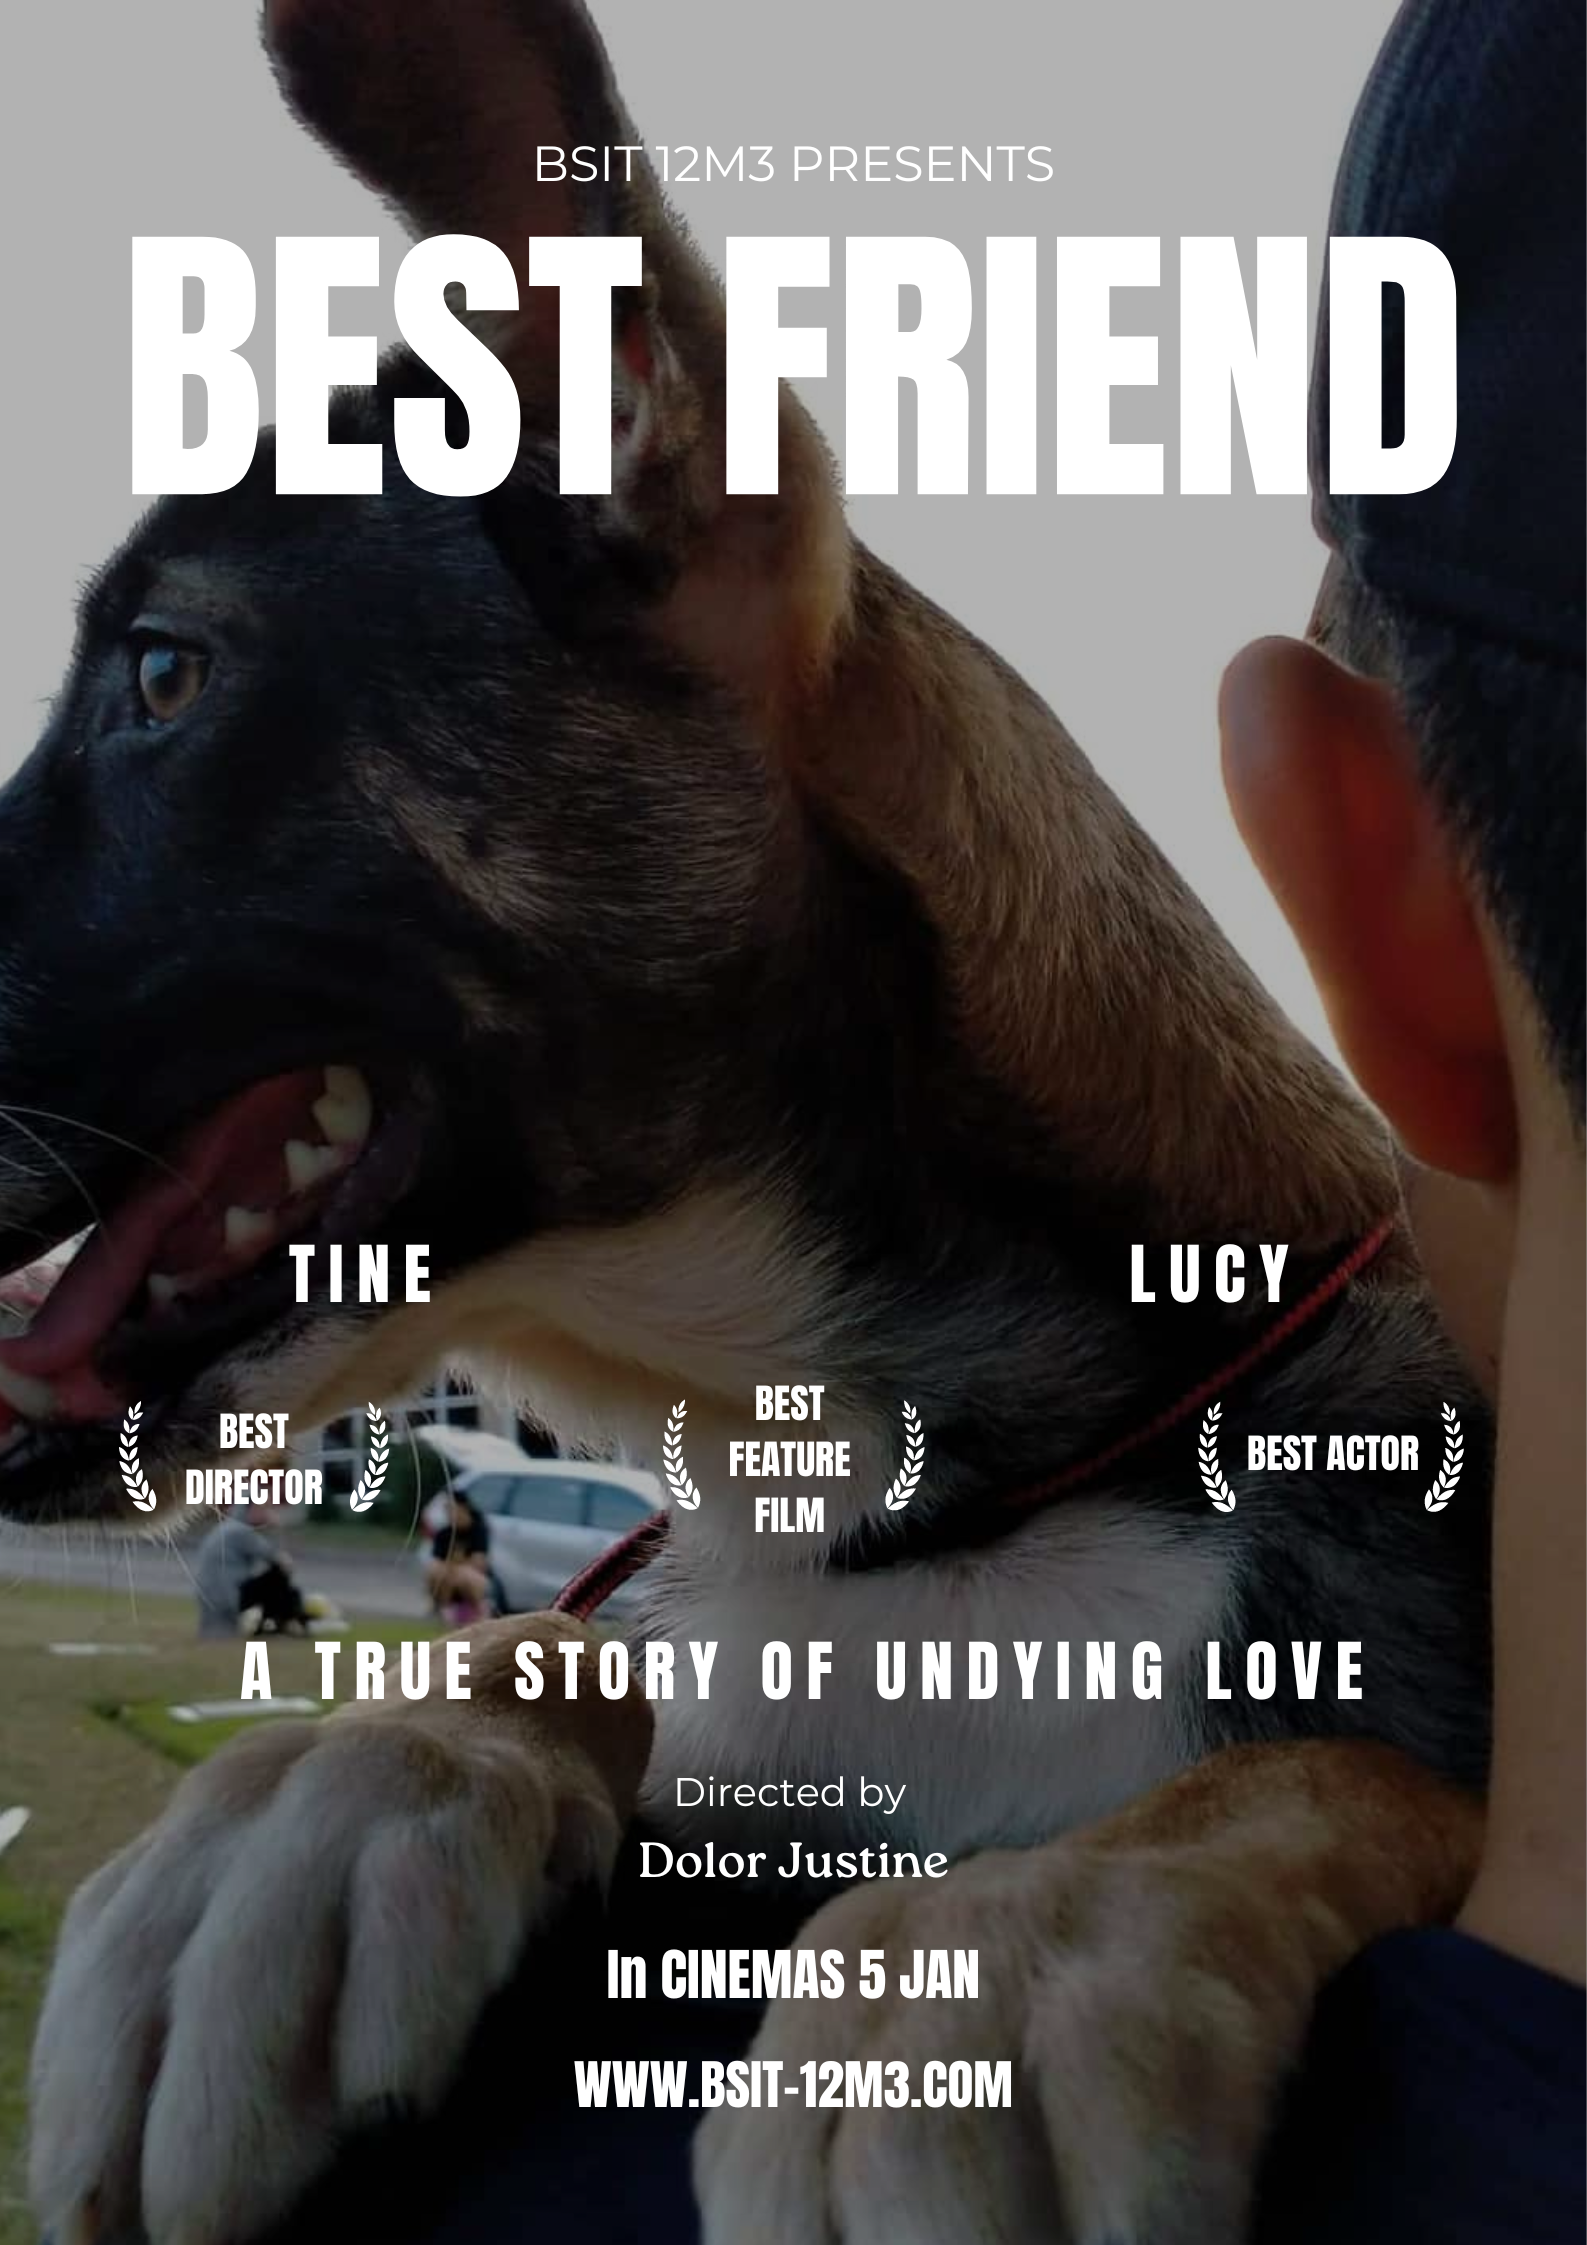 BSIT 12M3 PRESENTS
BEST FRIEND
TINE
LUCY
BEST
DIRECTOR
BEST
FEATURE
FILM
BEST ACTOR
A TRUE STORY OF UNDYING LOVE
Directed by
Dolor Justine
In CINEMAS 5 JAN
WWW.BSIT-12M3.COM